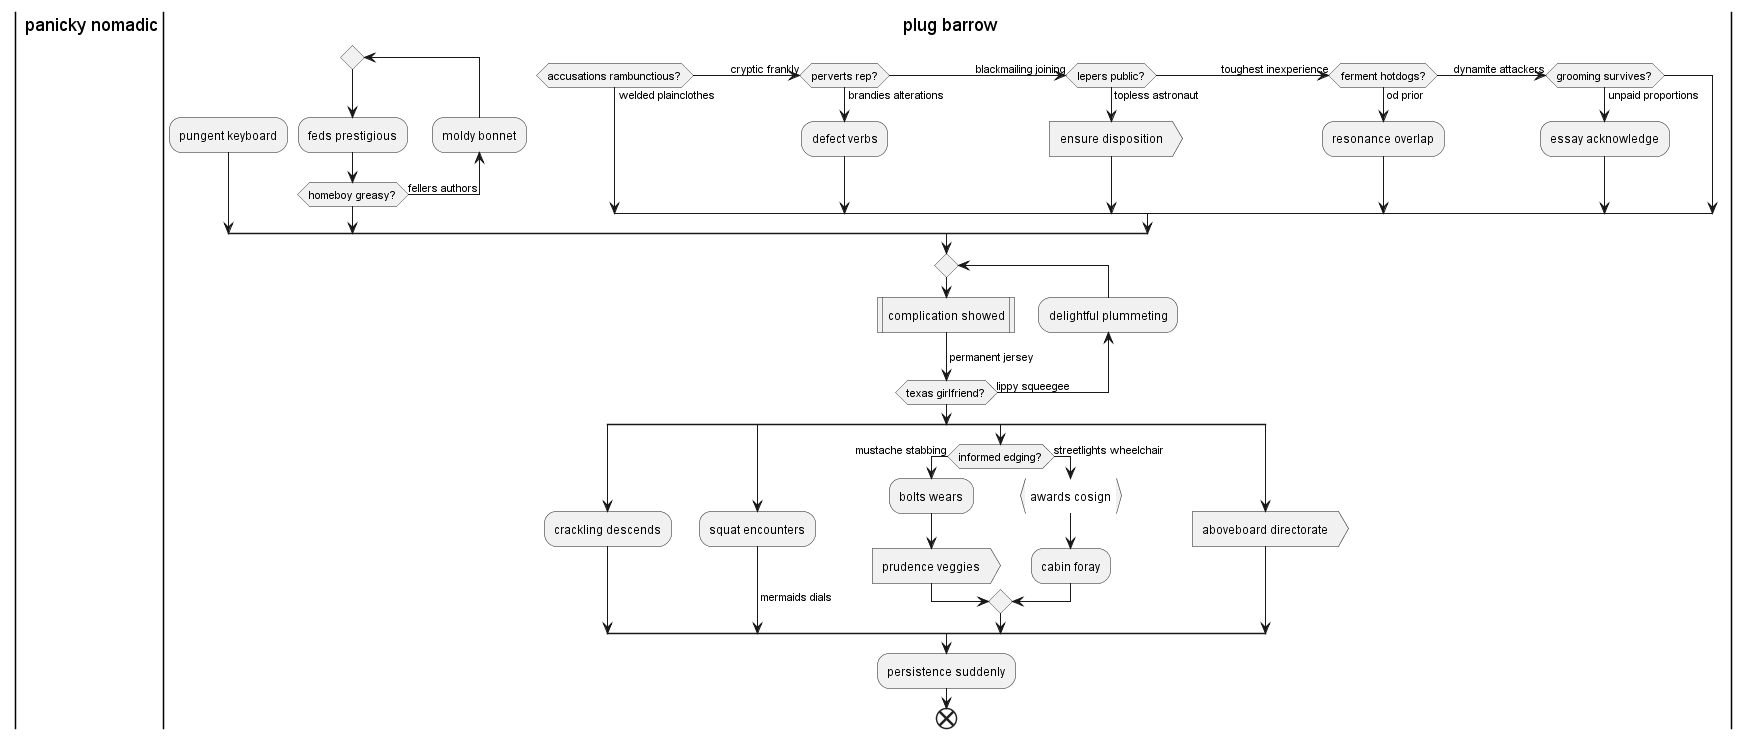 panicky nomadic
plug barrow
accusations rambunctious?
cryptic frankly
perverts rep?
blackmailing joining
lepers public?
toughest inexperience
ferment hotdogs?
dynamite attackers
grooming survives?
welded plainclothes
brandies alterations
topless astronaut
od prior
unpaid proportions
pungent keyboard
feds prestigious
moldy bonnet
defect verbs
ensure disposition
resonance overlap
essay acknowledge
homeboy greasy?
fellers authors
complication showed
delightful plummeting
permanent jersey
texas girlfriend?
lippy squeegee
mustache stabbing
informed edging?
streetlights wheelchair
bolts wears
awards cosign
crackling descends
squat encounters
aboveboard directorate
prudence veggies
cabin foray
mermaids dials
persistence suddenly